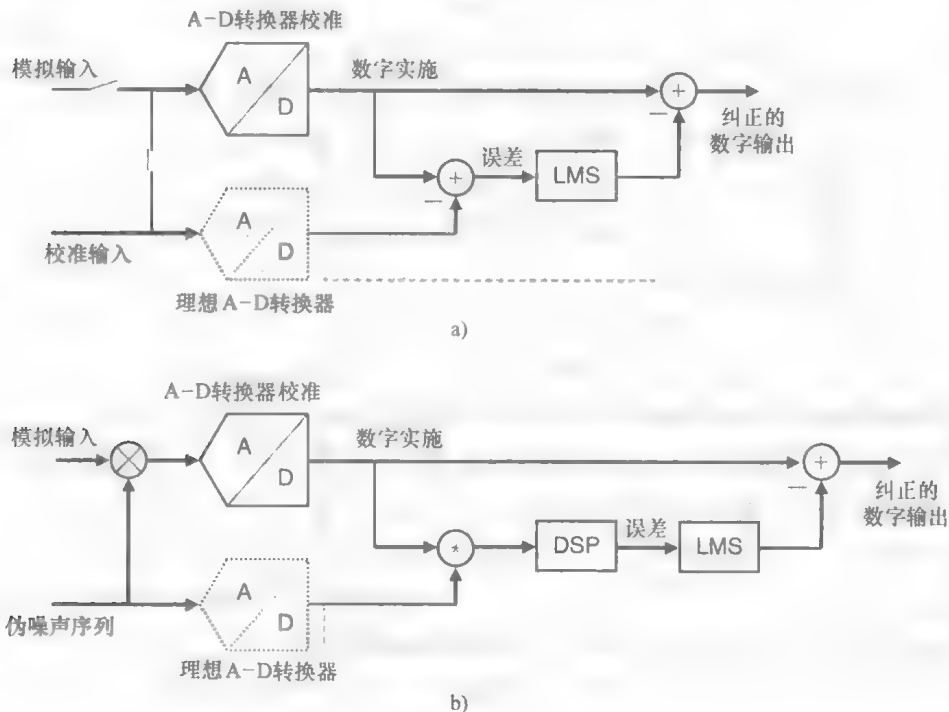 A-D转换器校准
模拟输入
A
D
数字实施
+
−
纠正的
数字输出
误差
LMS
+
−
校准输入
A
D
理想A-D转换器
a)
A-D转换器校准
模拟输入
A
D
数字实施
+
−
纠正的
数字输出
*
DSP
误差
LMS
伪噪声序列
A
D
理想A-D转换器
b)